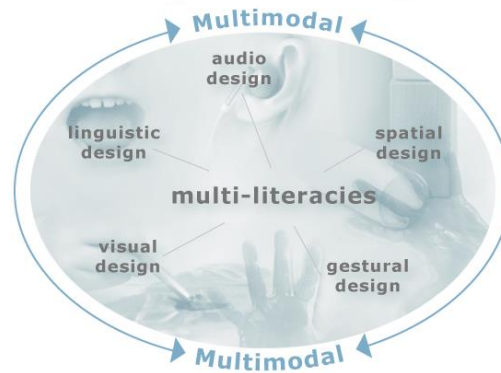 Multimodal
audio
design
linguistic
design
spatial
design
multi-literacies
visual
design
gestural
design
Multimodal